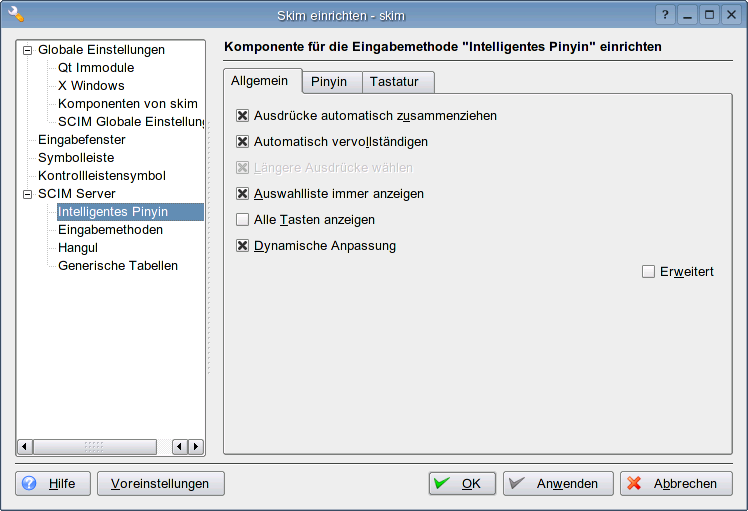 Skim einrichten - skim
Globale Einstellungen
Qt Immodule
X Windows
Komponenten von skim
SCIM Globale Einstellung
Eingabefenster
Symbolleiste
Kontrollleistensymbol
SCIM Server
Intelligentes Pinyin
Eingabemethoden
Hangul
Generische Tabellen
Komponente für die Eingabemethode "Intelligentes Pinyin" einrichten
Allgemein Pinyin Tastatur
Ausdrücke automatisch zusammenziehen
Automatisch vervollständigen
Längere Ausdrücke wählen
Auswahlliste immer anzeigen
Alle Tasten anzeigen
Dynamische Anpassung
Erweitert
Hilfe Voreinstellungen OK Anwenden Abbrechen